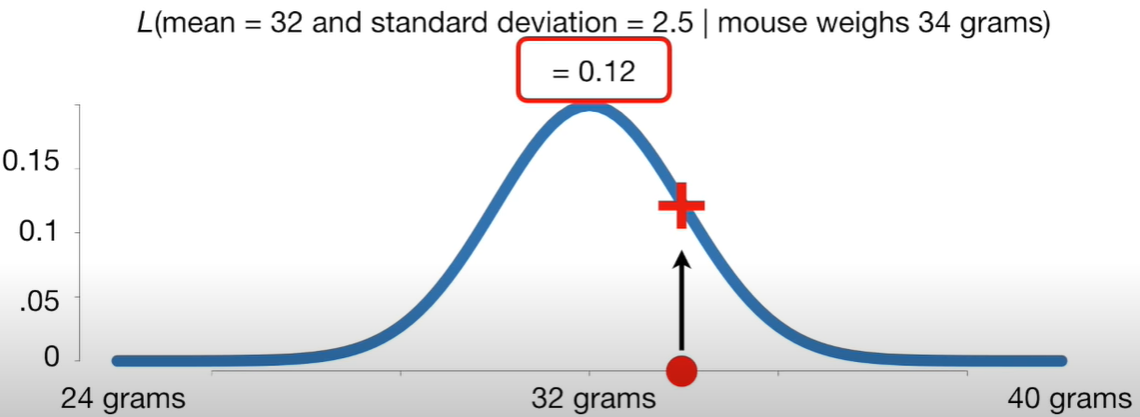 L(mean = 32 and standard deviation = 2.5 | mouse weighs 34 grams)
= 0.12
0.15
0.1
.05
0
24 grams
32 grams
40 grams